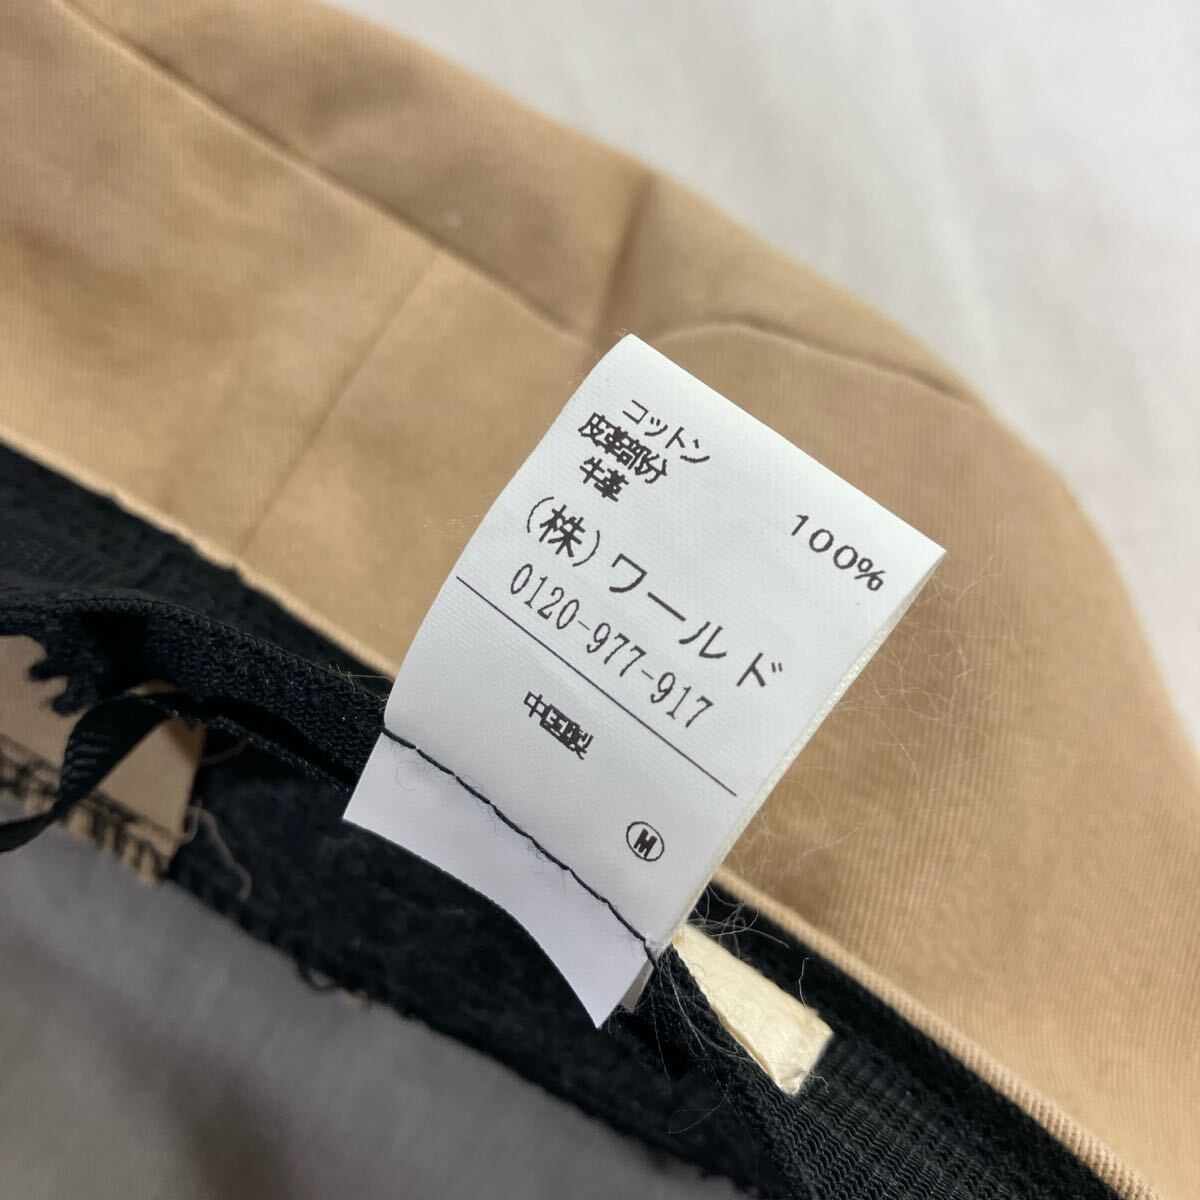 コットン 100%
皮革部分
牛革
(株)ワールド
0120-977-917
中国製
M